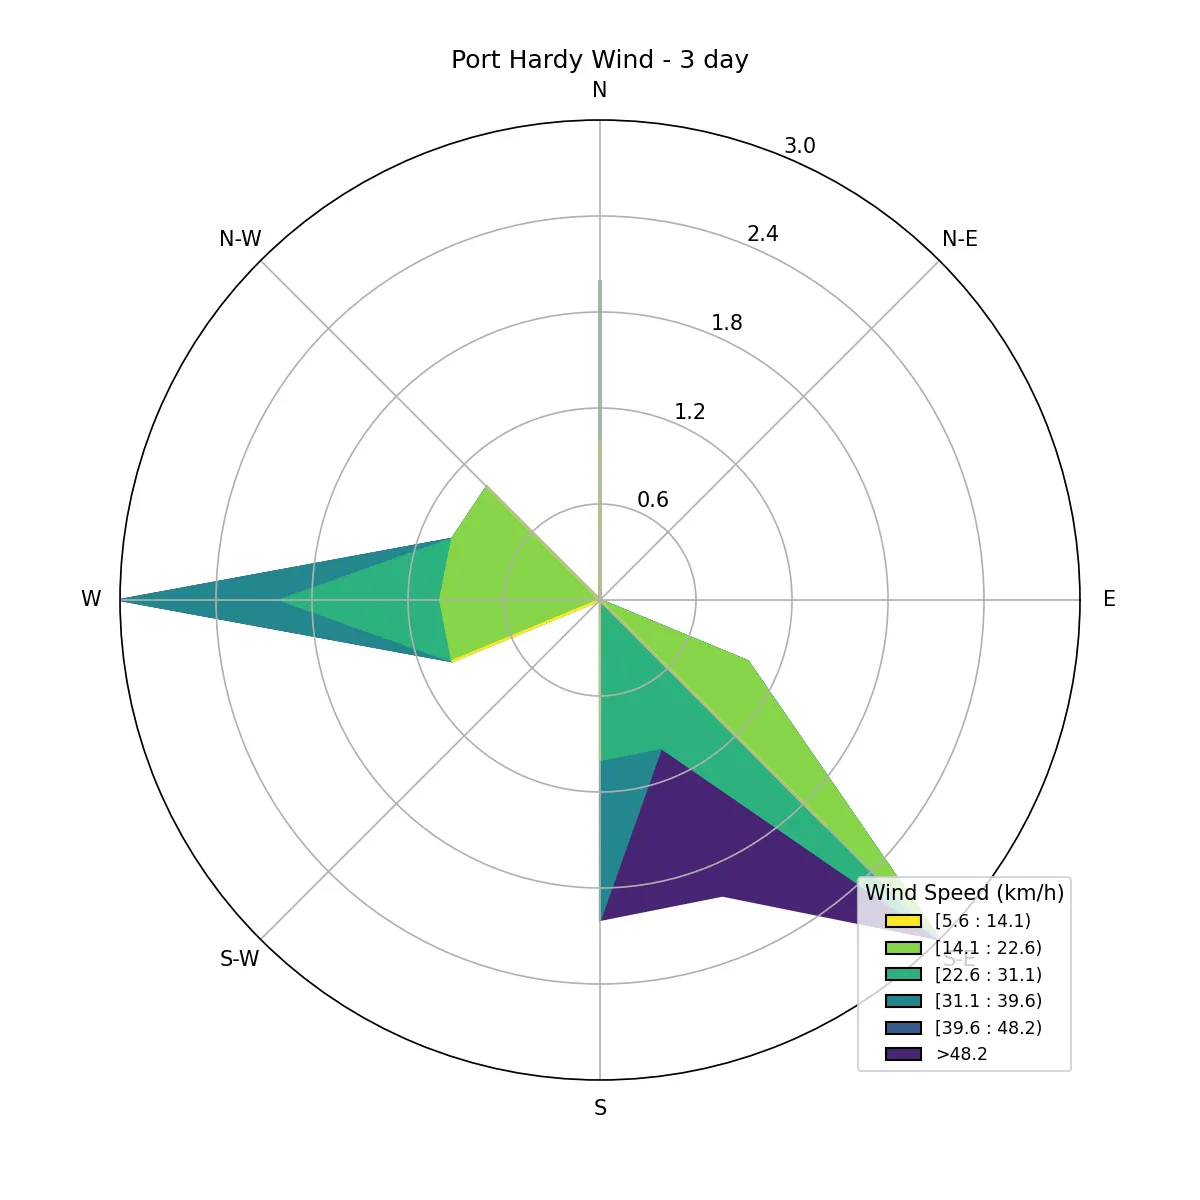 Port Hardy Wind - 3 day
N
3.0
N-W
2.4
N-E
1.8
1.2
0.6
W
E
Wind Speed (km/h)
[5.6 : 14.1)
[14.1 : 22.6)
S-W
S-E
[22.6 : 31.1)
[31.1 : 39.6)
[39.6 : 48.2)
>48.2
S